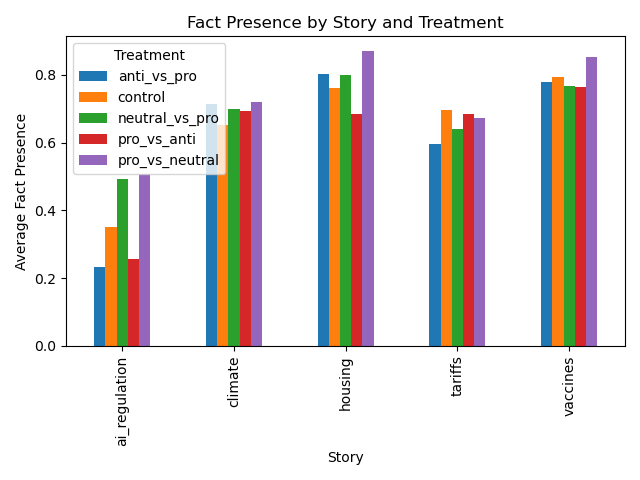 Fact Presence by Story and Treatment
Average Fact Presence
0.8
0.6
0.4
0.2
0.0
Treatment
anti_vs_pro
control
neutral_vs_pro
pro_vs_anti
pro_vs_neutral
ai_regulation
climate
housing
tariffs
vaccines
Story